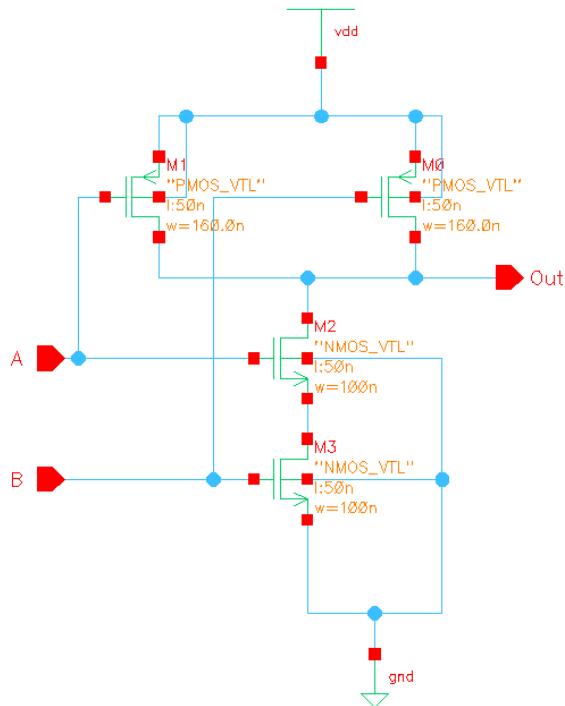 vdd
M1
"PMOS_VTL"
l:50n
w=160.0n
M0
"PMOS_VTL"
l:50n
w=160.0n
Out
A
M2
"NMOS_VTL"
l:50n
w=100n
B
M3
"NMOS_VTL"
l:50n
w=100n
gnd